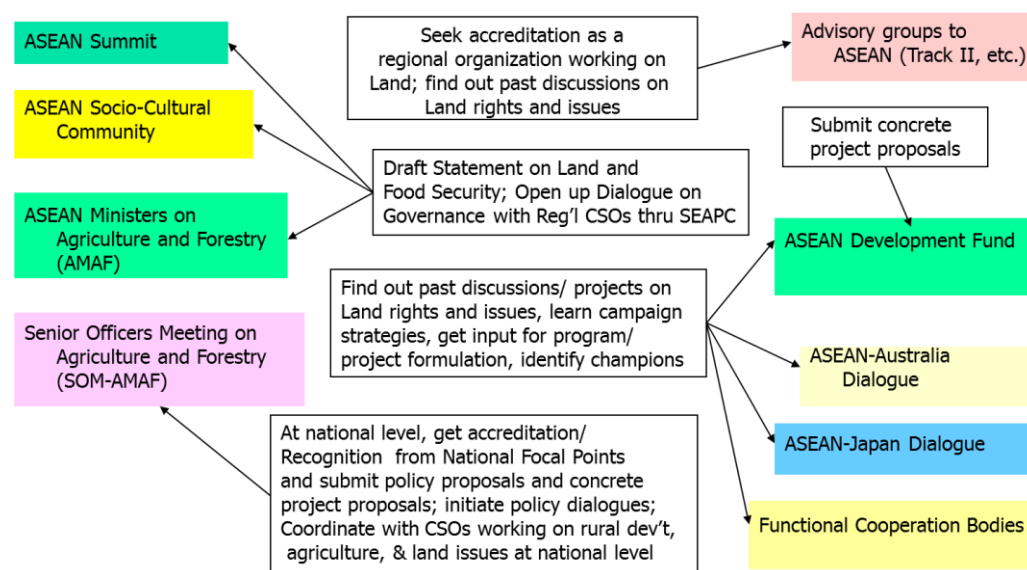 ASEAN Summit
ASEAN Socio-Cultural
Community
ASEAN Ministers on
Agriculture and Forestry
(AMAF)
Senior Officers Meeting on
Agriculture and Forestry
(SOM-AMAF)
Seek accreditation as a
regional organization working on
Land; find out past discussions on
Land rights and issues
Draft Statement on Land and
Food Security; Open up Dialogue on
Governance with Reg'l CSOs thru SEAPC
Find out past discussions/ projects on
Land rights and issues, learn campaign
strategies, get input for program/
project formulation, identify champions
At national level, get accreditation/
Recognition from National Focal Points
and submit policy proposals and concrete
project proposals; initiate policy dialogues;
Coordinate with CSOs working on rural dev't,
agriculture, & land issues at national level
Advisory groups to
ASEAN (Track II, etc.)
Submit concrete
project proposals
ASEAN Development Fund
ASEAN-Australia
Dialogue
ASEAN-Japan Dialogue
Functional Cooperation Bodies